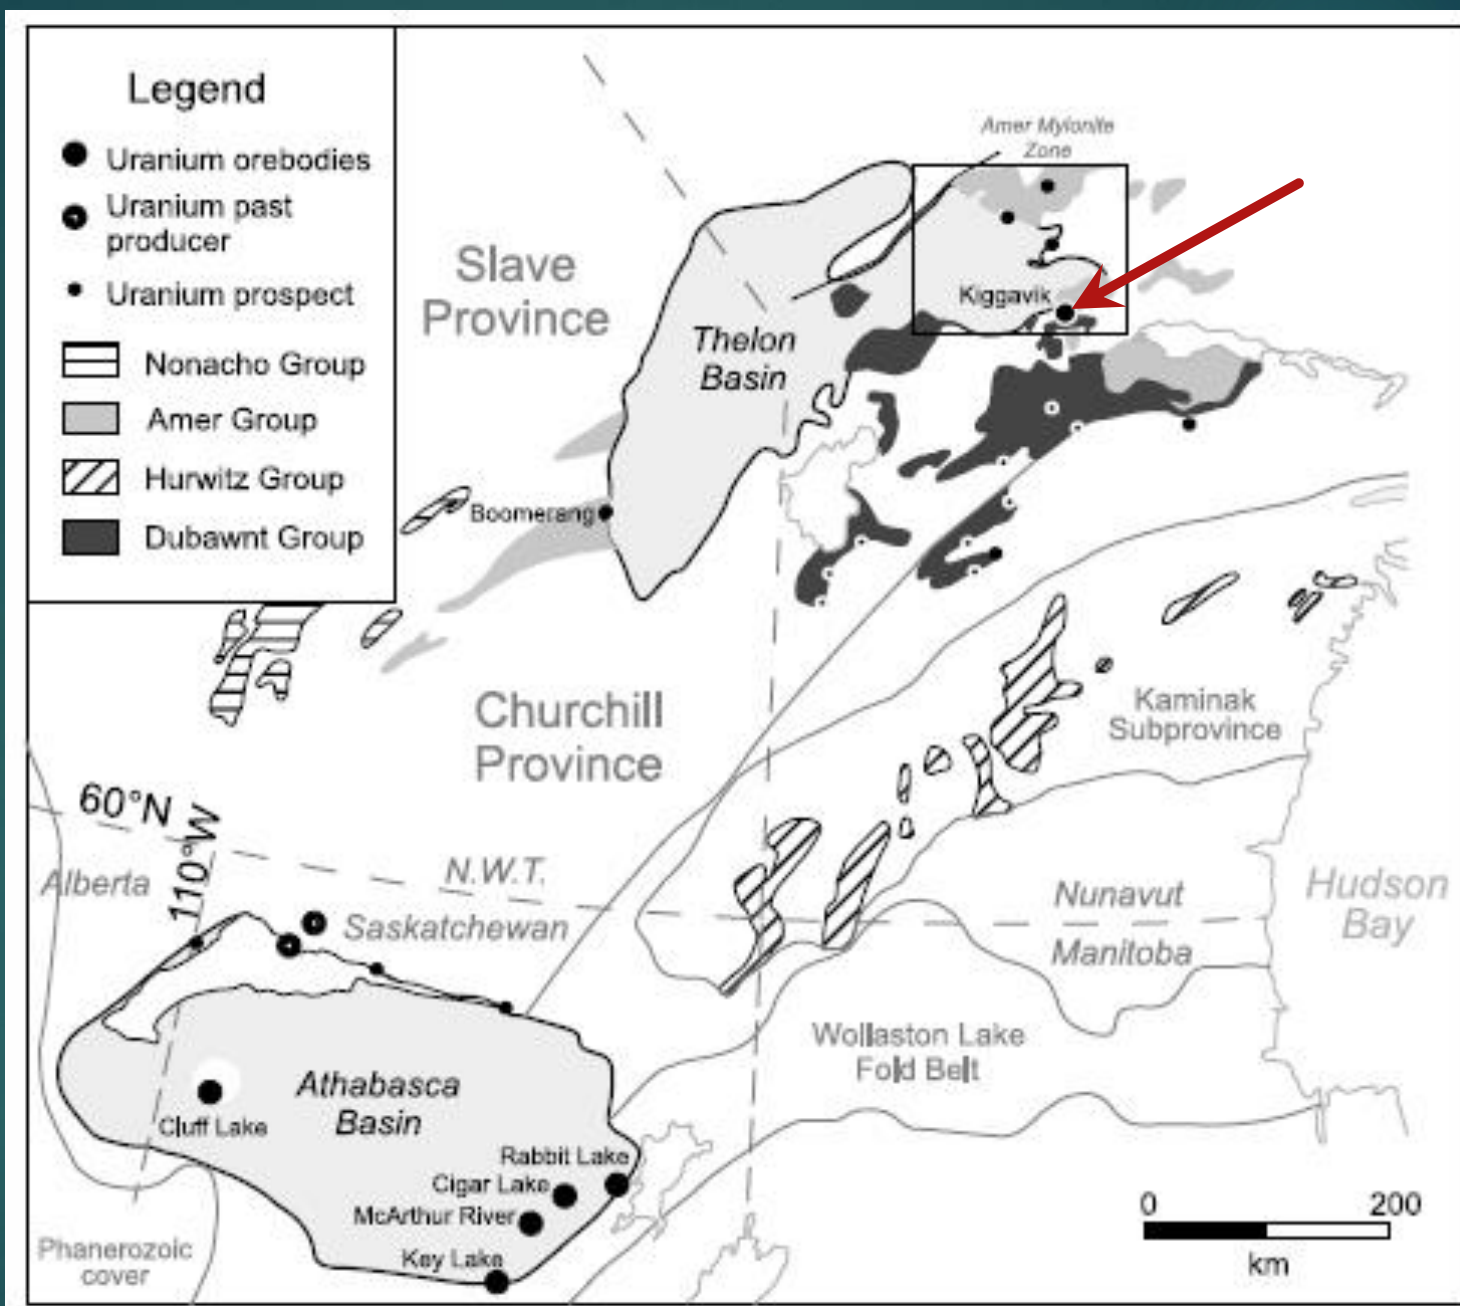 Legend
Uranium orebodies
Uranium past
producer
Uranium prospect
Nonacho Group
Amer Group
Hurwitz Group
Dubawnt Group
Amer Mylonite
Zone
Slave
Province
Kiggavik
Thelon
Basin
Boomerang
Churchill
Province
Kaminak
Subprovince
60°N
110°W
Alberta
N.W.T.
Saskatchewan
Nunavut
Manitoba
Hudson
Bay
Wollaston Lake
Fold Belt
Athabasca
Basin
Cluff Lake
Rabbit Lake
Cigar Lake
McArthur River
Key Lake
Phanerozoic
cover
0 200
km